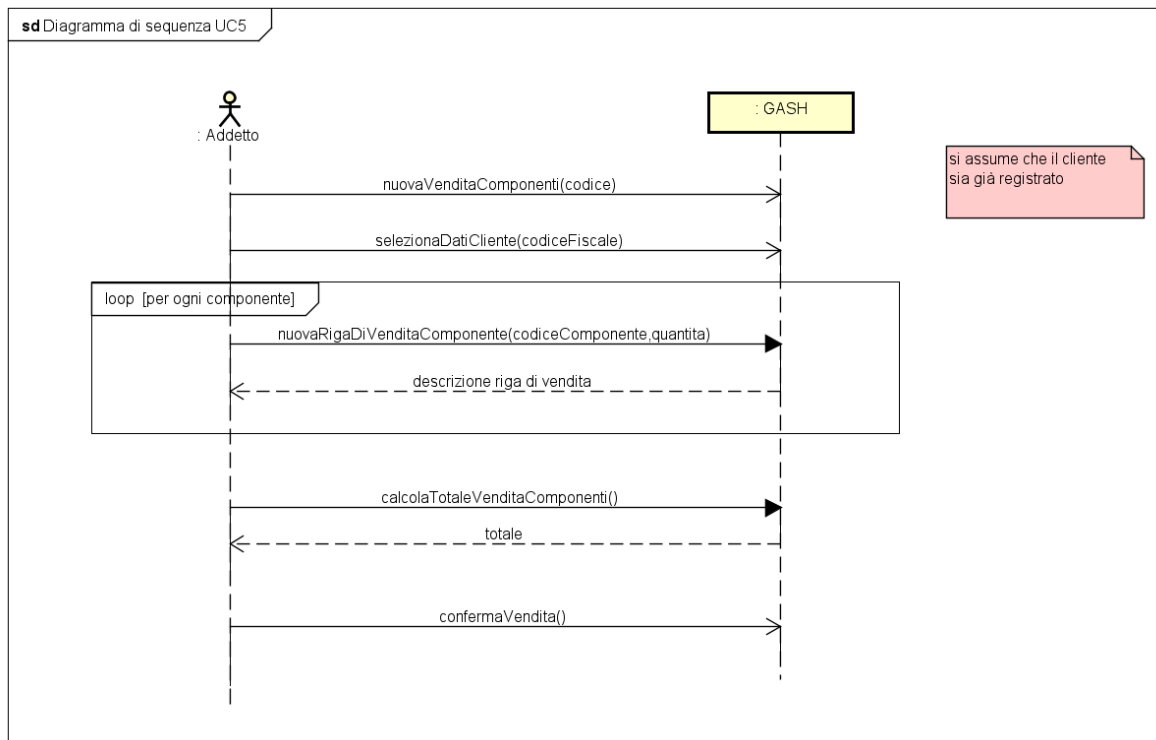 sd Diagramma di sequenza UC5
: Addetto
: GASH
si assume che il cliente
sia già registrato
nuovaVenditaComponenti(codice)
selezionaDatiCliente(codiceFiscale)
loop [per ogni componente]
nuovaRigaDiVenditaComponente(codiceComponente,quantita)
descrizione riga di vendita
calcolaTotaleVenditaComponenti()
totale
confermaVendita()